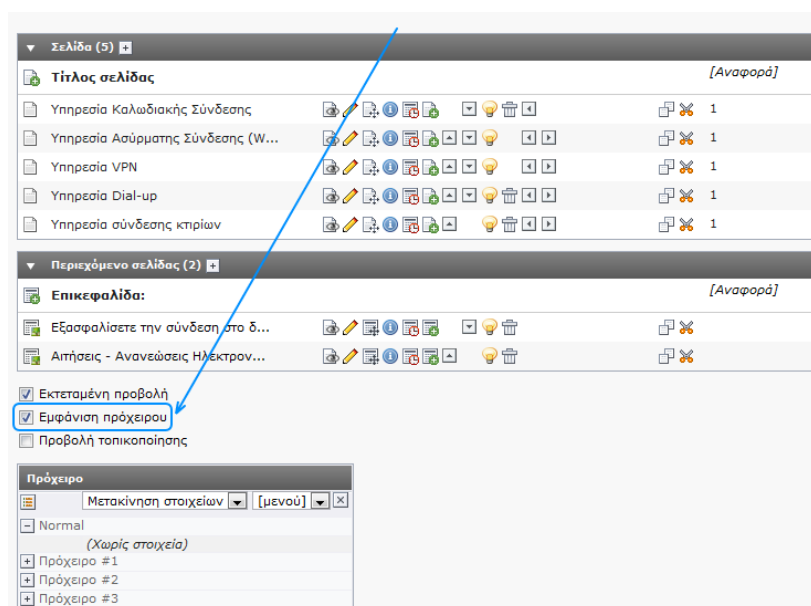 Σελίδα (5)
Τίτλος σελίδας [Αναφορά]
Υπηρεσία Καλωδιακής Σύνδεσης 1
Υπηρεσία Ασύρματης Σύνδεσης (W... 1
Υπηρεσία VPN 1
Υπηρεσία Dial-up 1
Υπηρεσία σύνδεσης κτιρίων 1
Περιεχόμενο σελίδας (2)
Επικεφαλίδα: [Αναφορά]
Εξασφαλίσετε την σύνδεση στο δ...
Αιτήσεις - Ανανεώσεις Ηλεκτρον...
Εκτεταμένη προβολή
Εμφάνιση πρόχειρου
Προβολή τοπικοποίησης
Πρόχειρο
Μετακίνηση στοιχείων [μενού]
Normal
(Χωρίς στοιχεία)
Πρόχειρο #1
Πρόχειρο #2
Πρόχειρο #3